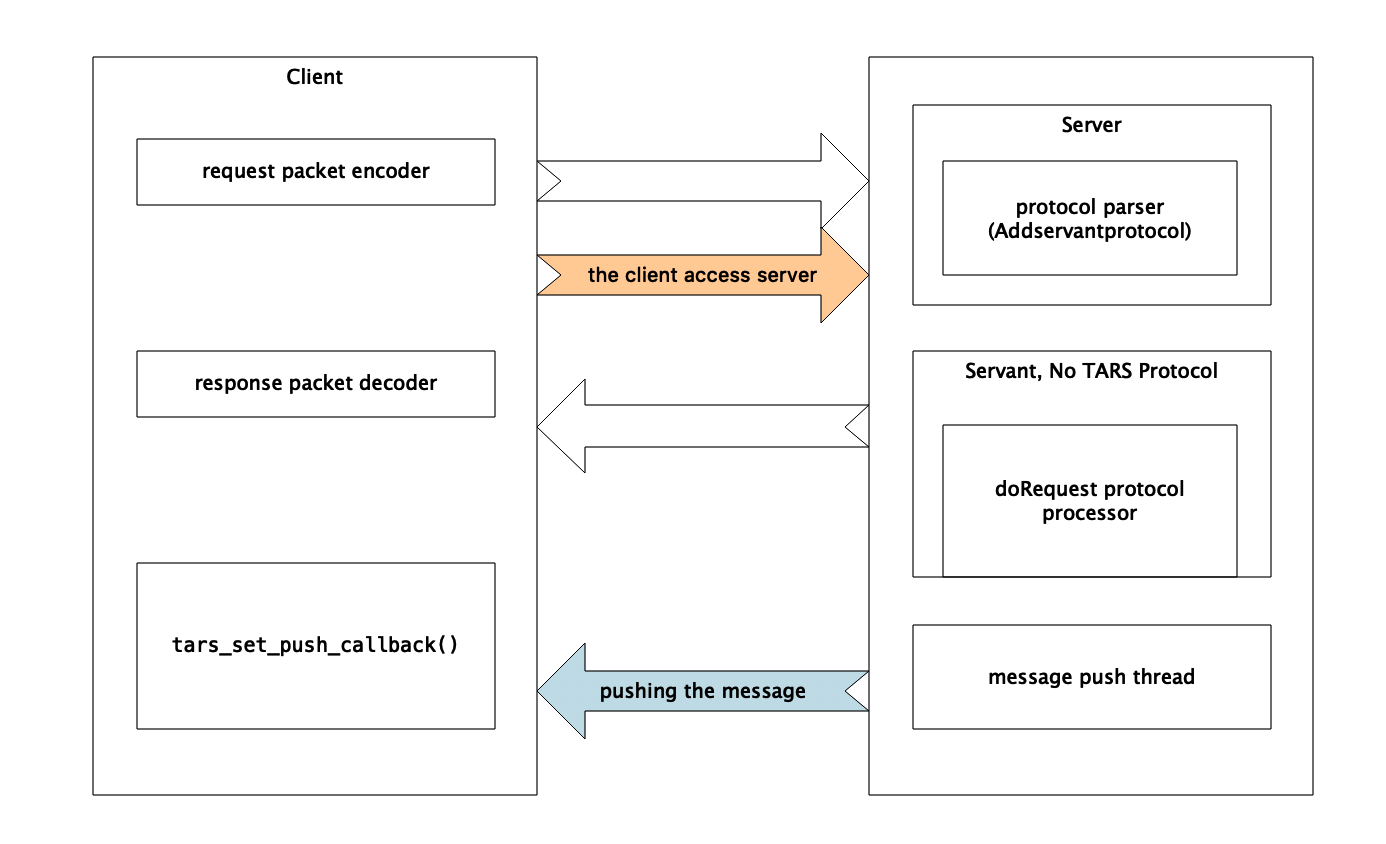 Client
request packet encoder
response packet decoder
tars_set_push_callback()
the client access server
pushing the message
Server
protocol parser
(Addservantprotocol)
Servant, No TARS Protocol
doRequest protocol
processor
message push thread